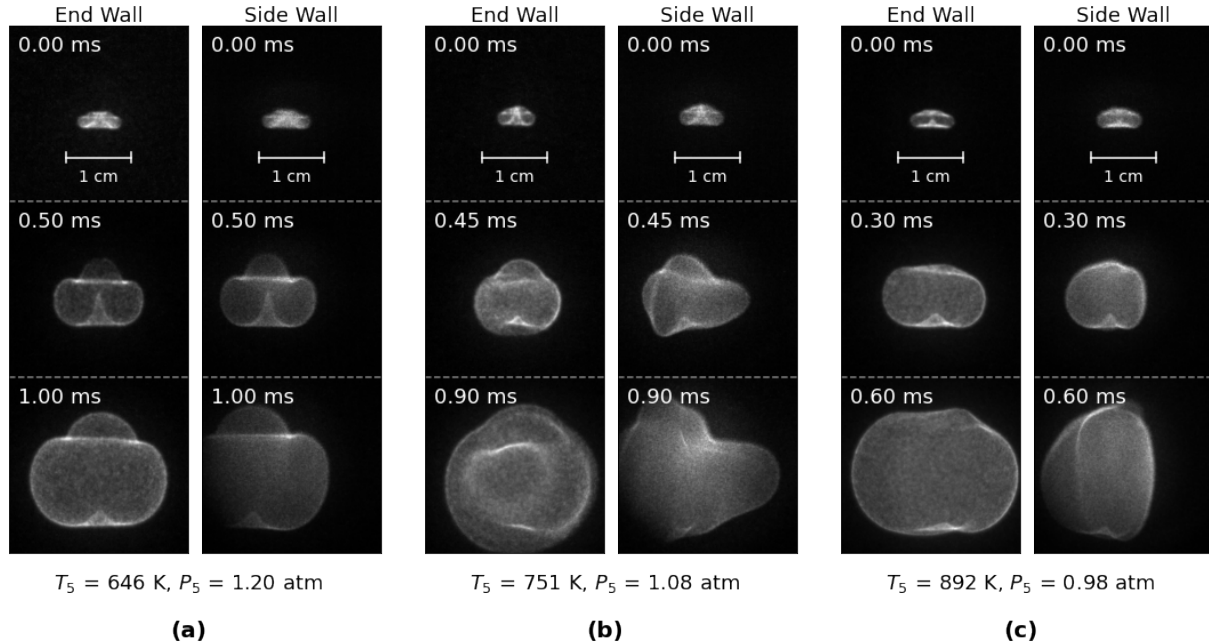 End Wall Side Wall End Wall Side Wall End Wall Side Wall
0.00 ms 0.00 ms 0.00 ms 0.00 ms 0.00 ms 0.00 ms
1 cm 1 cm 1 cm 1 cm 1 cm 1 cm
0.50 ms 0.50 ms 0.45 ms 0.45 ms 0.30 ms 0.30 ms
1.00 ms 1.00 ms 0.90 ms 0.90 ms 0.60 ms 0.60 ms
T₅ = 646 K, P₅ = 1.20 atm T₅ = 751 K, P₅ = 1.08 atm T₅ = 892 K, P₅ = 0.98 atm
(a) (b) (c)